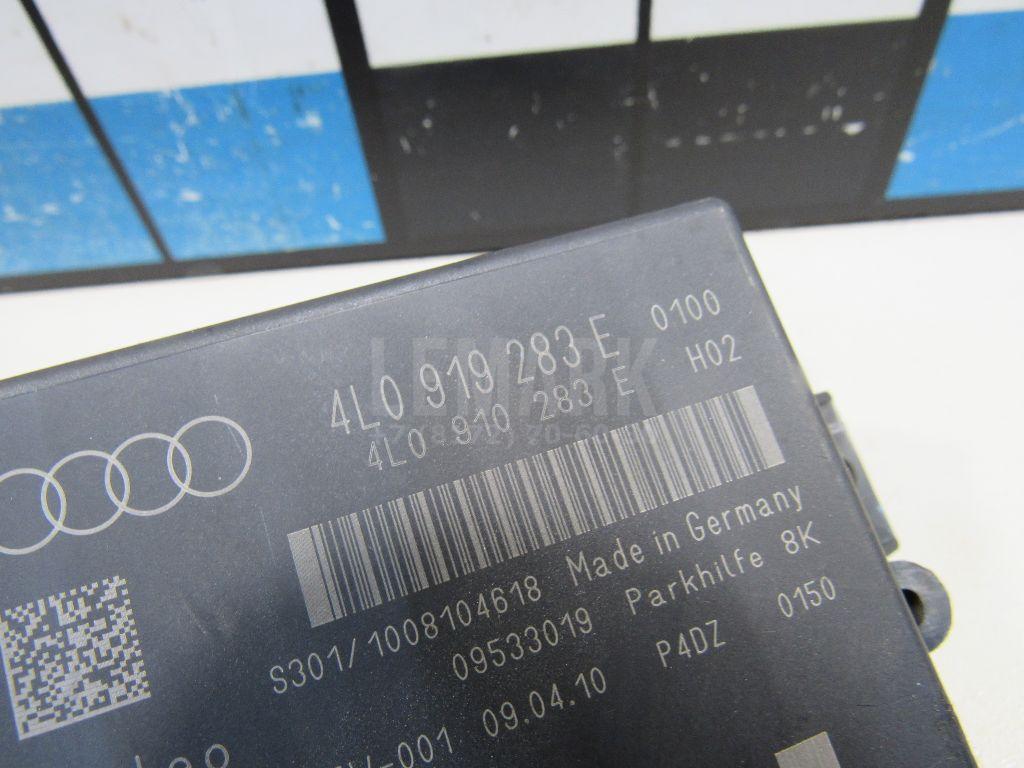 4L0 919 283 E 0100
4L0 910 283 E H02
LEMARK
S301/1008104618 Made in Germany
09533019 Parkhilfe 8K
09.04.10 P4DZ 0150